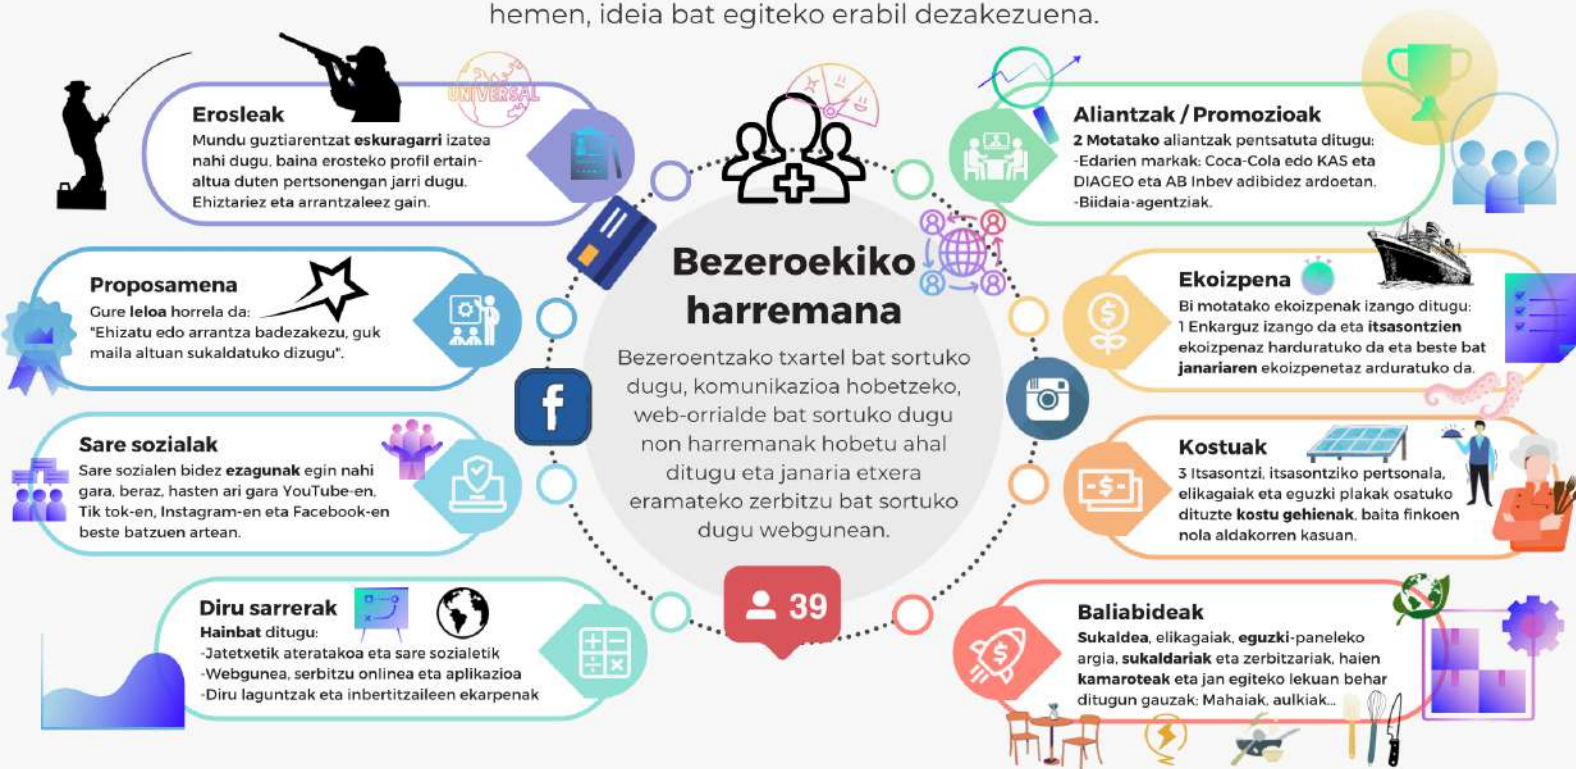 hemen, ideia bat egiteko erabil dezakezuena.
Erosleak
UNIVERSAL
Mundu guztiarentzat eskuragarri izatea
nahi dugu, baina erosteko profil ertain-
altua duten pertsonengan jarri dugu.
Ehiztariez eta arrantzaleez gain.
Proposamena
Gure leloa horrela da:
"Ehizatu edo arrantza badezakezu, guk
maila altuan sukaldatuko dizugu".
Sare sozialak
Sare sozialen bidez ezagunak egin nahi
gara, beraz, hasten ari gara YouTube-en,
Tik tok-en, Instagram-en eta Facebook-en
beste batzuen artean.
Diru sarrerak
Hainbat ditugu:
-Jatetxetik ateratakoa eta sare sozialetik
-Webgunea, serbitzu onlinea eta aplikazioa
-Diru laguntzak eta inbertitzaileen ekarpenak
Bezeroekiko
harremana
Bezeroentzako txartel bat sortuko
dugu, komunikazioa hobetzeko,
web-orrialde bat sortuko dugu
non harremanak hobetu ahal
ditugu eta janaria etxera
eramateko zerbitzu bat sortuko
dugu webgunean.
39
Aliantzak / Promozioak
2 Motatako aliantzak pentsatuta ditugu:
-Edarien markak: Coca-Cola edo KAS eta
DIAGEO eta AB Inbev adibidez ardoetan.
-Biidaia-agentziak.
Ekoizpena
Bi motatako ekoizpenak izango ditugu:
1 Enkarguz izango da eta itsasontzien
ekoizpenaz harduratuko da eta beste bat
janariaren ekoizpenetaz arduratuko da.
Kostuak
3 Itsasontzi, itsasontziko pertsonala,
elikagaiak eta eguzki plakak osatuko
dituzte kostu gehienak, baita finkoen
nola aldakorren kasuan.
Baliabideak
Sukaldea, elikagaiak, eguzki-paneleko
argia, sukaldariak eta zerbitzariak, haien
kamaroteak eta jan egiteko lekuan behar
ditugun gauzak: Mahaiak, aulkiak...